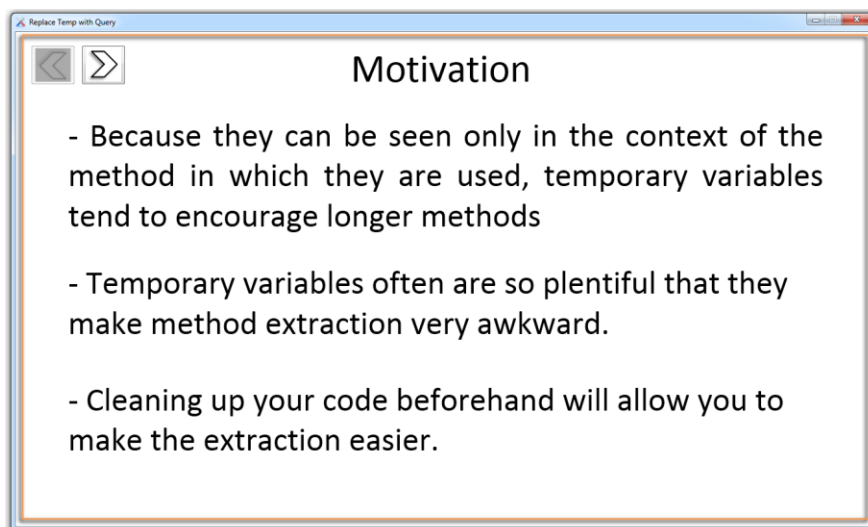 Replace Temp with Query
Motivation
- Because they can be seen only in the context of the
method in which they are used, temporary variables
tend to encourage longer methods
- Temporary variables often are so plentiful that they
make method extraction very awkward.
- Cleaning up your code beforehand will allow you to
make the extraction easier.